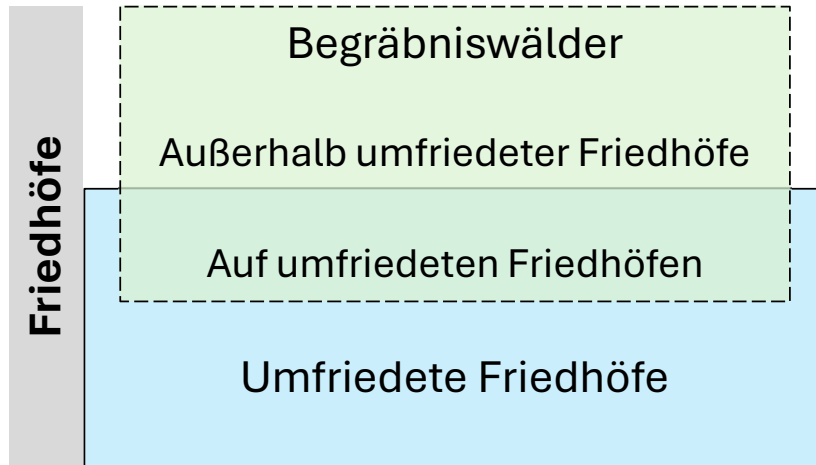 Friedhöfe
Begräbniswälder
Außerhalb umfriedeter Friedhöfe
Auf umfriedeten Friedhöfen
Umfriedete Friedhöfe